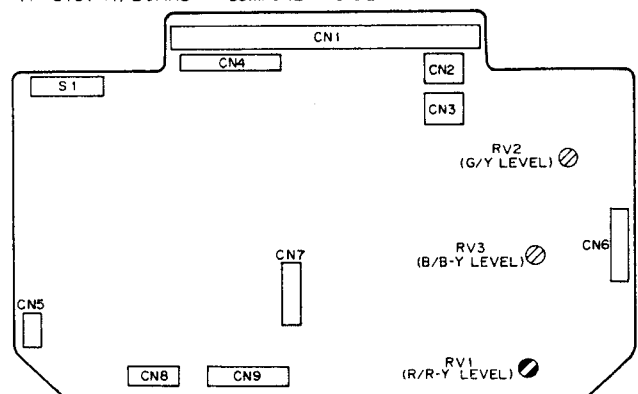 CN1
CN4
CN2
S1
CN3
RV2
(G/Y LEVEL)
CN6
RV3
(B/B-Y LEVEL)
CN7
CN5
RV1
(R/R-Y LEVEL)
CN8
CN9